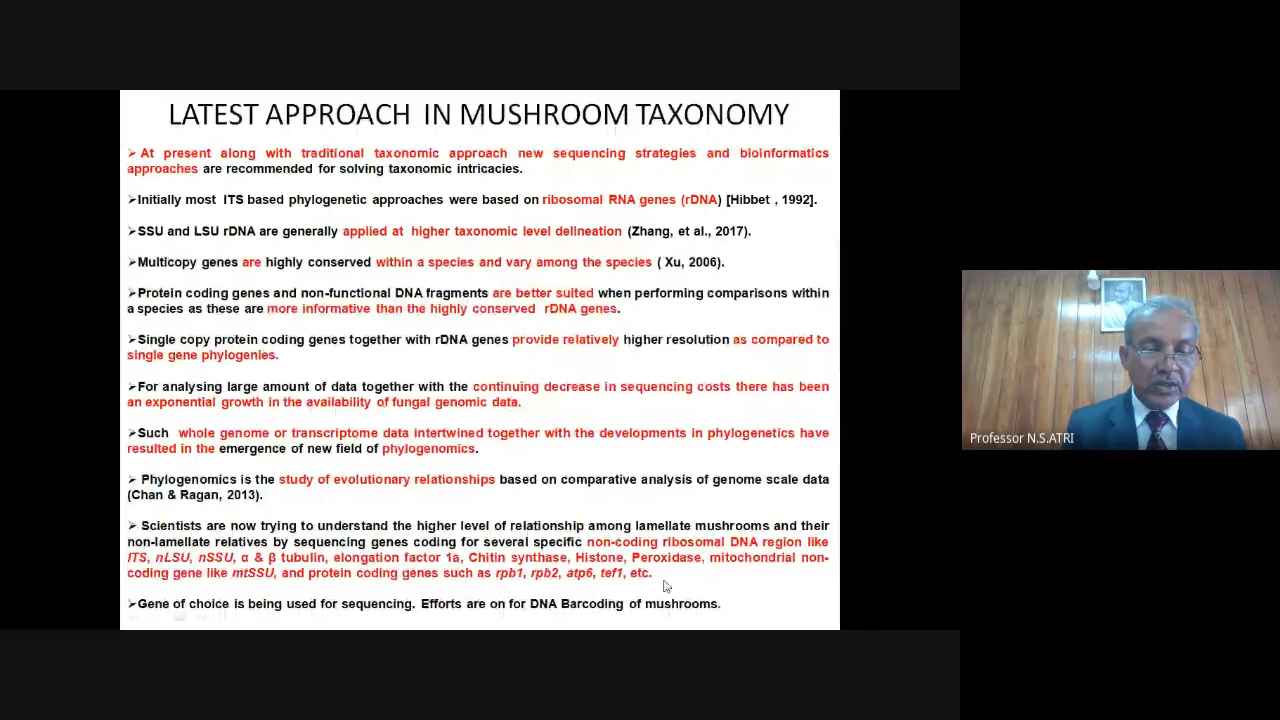 LATEST APPROACH IN MUSHROOM TAXONOMY
➢ At present along with traditional taxonomic approach new sequencing strategies and bioinformatics
approaches are recommended for solving taxonomic intricacies.
➢Initially most ITS based phylogenetic approaches were based on ribosomal RNA genes (rDNA) [Hibbet , 1992].
➢SSU and LSU rDNA are generally applied at higher taxonomic level delineation (Zhang, et al., 2017).
➢Multicopy genes are highly conserved within a species and vary among the species ( Xu, 2006).
➢Protein coding genes and non-functional DNA fragments are better suited when performing comparisons within
a species as these are more informative than the highly conserved rDNA genes.
➢Single copy protein coding genes together with rDNA genes provide relatively higher resolution as compared to
single gene phylogenies.
➢For analysing large amount of data together with the continuing decrease in sequencing costs there has been
an exponential growth in the availability of fungal genomic data.
➢Such whole genome or transcriptome data intertwined together with the developments in phylogenetics have
resulted in the emergence of new field of phylogenomics.
➢ Phylogenomics is the study of evolutionary relationships based on comparative analysis of genome scale data
(Chan & Ragan, 2013).
➢ Scientists are now trying to understand the higher level of relationship among lamellate mushrooms and their
non-lamellate relatives by sequencing genes coding for several specific non-coding ribosomal DNA region like
ITS, nLSU, nSSU, α & β tubulin, elongation factor 1a, Chitin synthase, Histone, Peroxidase, mitochondrial non-
coding gene like mtSSU, and protein coding genes such as rpb1, rpb2, atp6, tef1, etc.
➢Gene of choice is being used for sequencing. Efforts are on for DNA Barcoding of mushrooms.
Professor N.S.ATRI